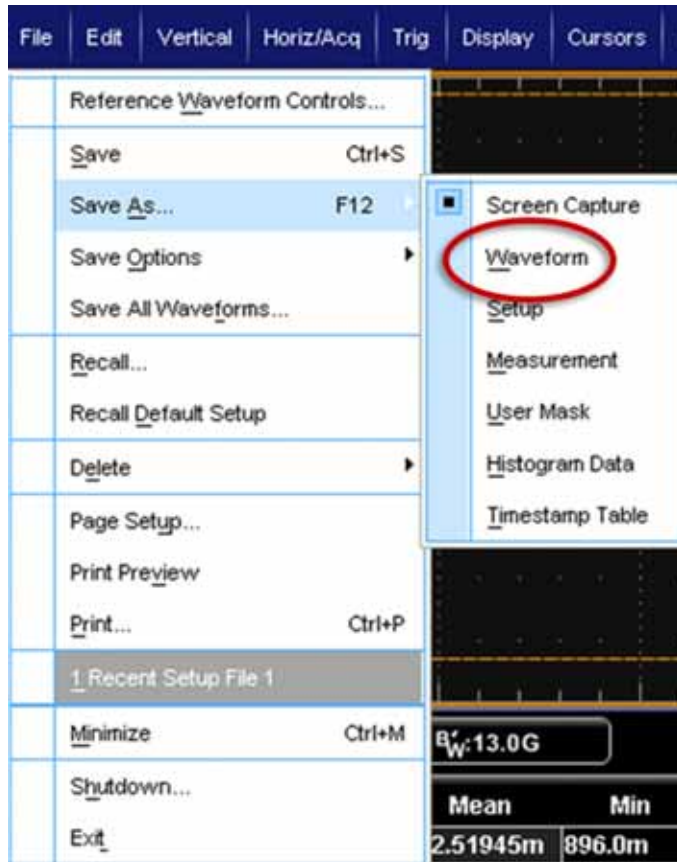 File Edit Vertical Horiz/Acq Trig Display Cursors
Reference Waveform Controls...
Save Ctrl+S
Save As... F12
Save Options
Save All Waveforms...
Recall...
Recall Default Setup
Delete
Page Setup...
Print Preview
Print... Ctrl+P
1 Recent Setup File 1
Minimize Ctrl+M
Shutdown...
Exit
Screen Capture
Waveform
Setup
Measurement
User Mask
Histogram Data
Timestamp Table
BW:13.0G
Mean Min
2.51945m 896.0m